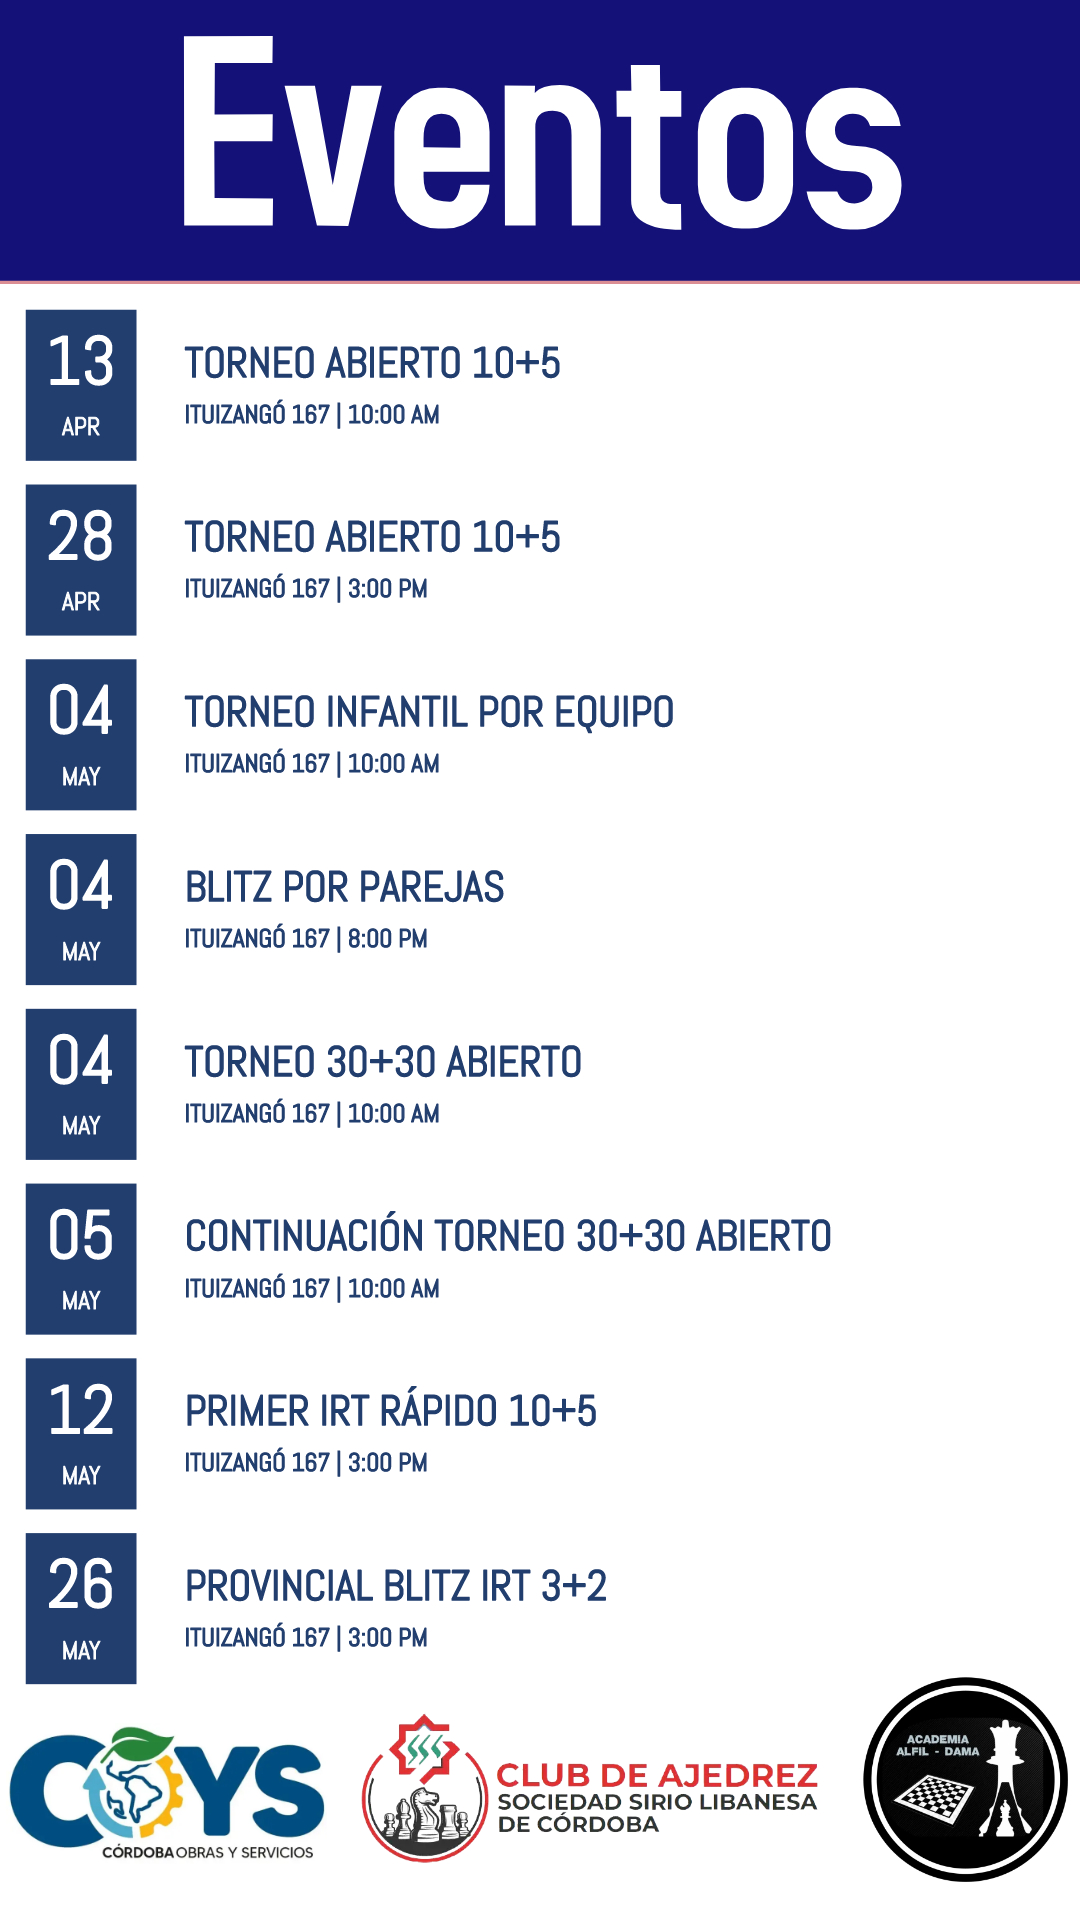 Eventos
13
APR
TORNEO ABIERTO 10+5
ITUIZANGÓ 167 | 10:00 AM
28
APR
TORNEO ABIERTO 10+5
ITUIZANGÓ 167 | 3:00 PM
04
MAY
TORNEO INFANTIL POR EQUIPO
ITUIZANGÓ 167 | 10:00 AM
04
MAY
BLITZ POR PAREJAS
ITUIZANGÓ 167 | 8:00 PM
04
MAY
TORNEO 30+30 ABIERTO
ITUIZANGÓ 167 | 10:00 AM
05
MAY
CONTINUACIÓN TORNEO 30+30 ABIERTO
ITUIZANGÓ 167 | 10:00 AM
12
MAY
PRIMER IRT RÁPIDO 10+5
ITUIZANGÓ 167 | 3:00 PM
26
MAY
PROVINCIAL BLITZ IRT 3+2
ITUIZANGÓ 167 | 3:00 PM
COYS
CÓRDOBA OBRAS Y SERVICIOS
CLUB DE AJEDREZ
SOCIEDAD SIRIO LIBANESA
DE CÓRDOBA
ACADEMIA
ALFIL - DAMA